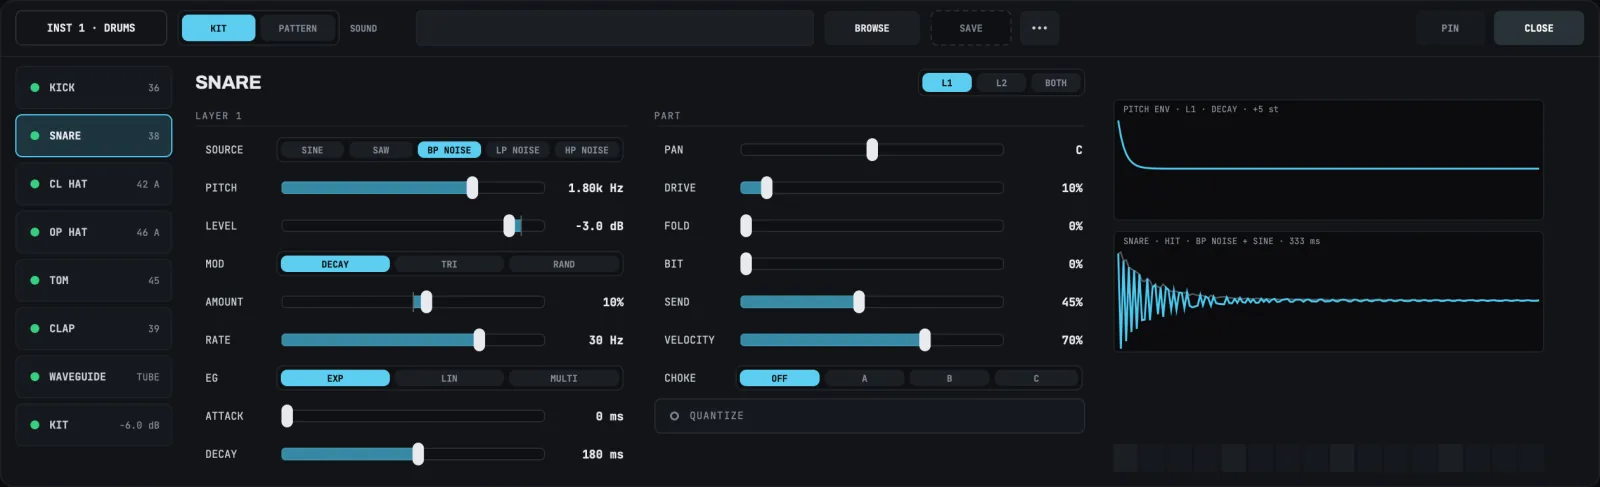 INST 1 · DRUMS KIT PATTERN SOUND BROWSE SAVE ••• PIN CLOSE
KICK 36
SNARE 38
CL HAT 42 A
OP HAT 46 A
TOM 45
CLAP 39
WAVEGUIDE TUBE
KIT -6.0 dB
SNARE L1 L2 BOTH
LAYER 1
SOURCE SINE SAW BP NOISE LP NOISE HP NOISE
PITCH 1.80k Hz
LEVEL -3.0 dB
MOD DECAY TRI RAND
AMOUNT 10%
RATE 30 Hz
EG EXP LIN MULTI
ATTACK 0 ms
DECAY 180 ms
PART
PAN C
DRIVE 10%
FOLD 0%
BIT 0%
SEND 45%
VELOCITY 70%
CHOKE OFF A B C
QUANTIZE
PITCH ENV · L1 · DECAY · +5 st
SNARE · HIT · BP NOISE + SINE · 333 ms